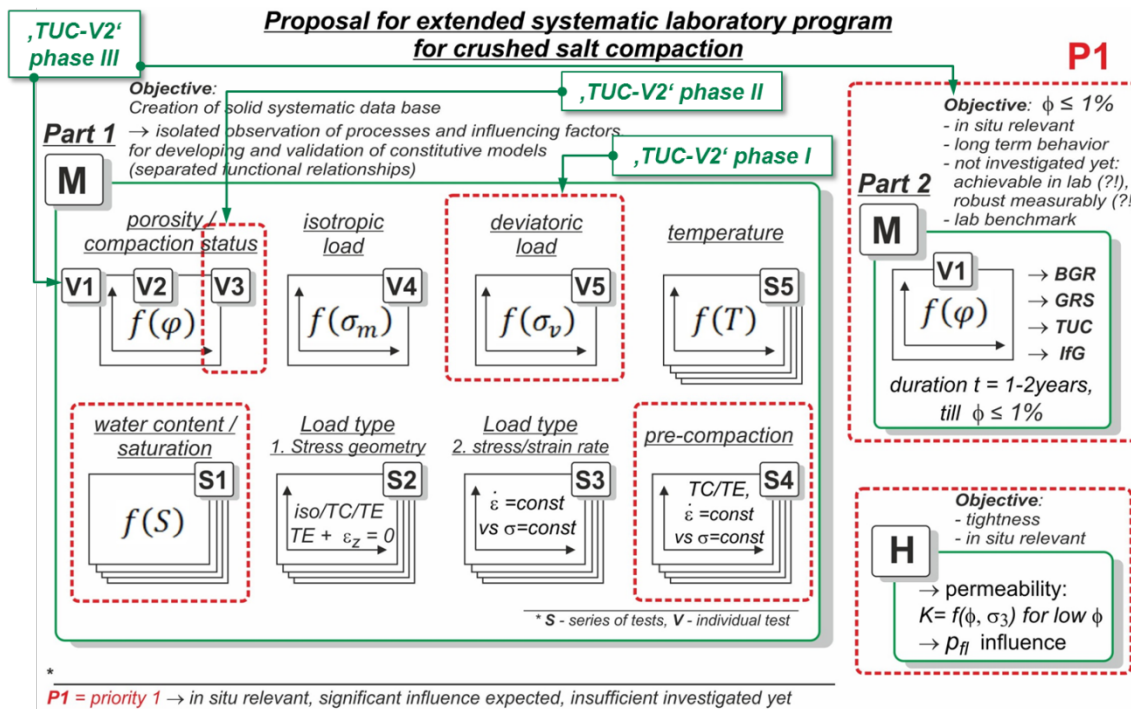 Proposal for extended systematic laboratory program
for crushed salt compaction
‚TUC-V2‘
phase III
P1
Objective:
Creation of solid systematic data base
→ isolated observation of processes and influencing factors
for developing and validation of constitutive models
(separated functional relationships)
‚TUC-V2‘ phase II
‚TUC-V2‘ phase I
Part 1
M
porosity /
compaction status
V1
V2
V3
f(φ)
isotropic
load
V4
f(σm)
deviatoric
load
V5
f(σv)
temperature
S5
f(T)
water content /
saturation
S1
f(S)
Load type
1. Stress geometry
S2
iso/TC/TE
TE + εz = 0
Load type
2. stress/strain rate
S3
ε̇ =const
vs σ=const
pre-compaction
S4
TC/TE,
ε̇ =const
vs σ=const
* S - series of tests, V - individual test
Objective: ϕ ≤ 1%
- in situ relevant
- long term behavior
- not investigated yet:
achievable in lab (?!),
robust measurably (?!
- lab benchmark
Part 2
M
V1
f(φ)
→ BGR
→ GRS
→ TUC
→ IfG
duration t = 1-2years,
till ϕ ≤ 1%
Objective:
- tightness
- in situ relevant
H
→ permeability:
K= f(ϕ, σ3) for low ϕ
→ pfl influence
*
P1 = priority 1 → in situ relevant, significant influence expected, insufficient investigated yet